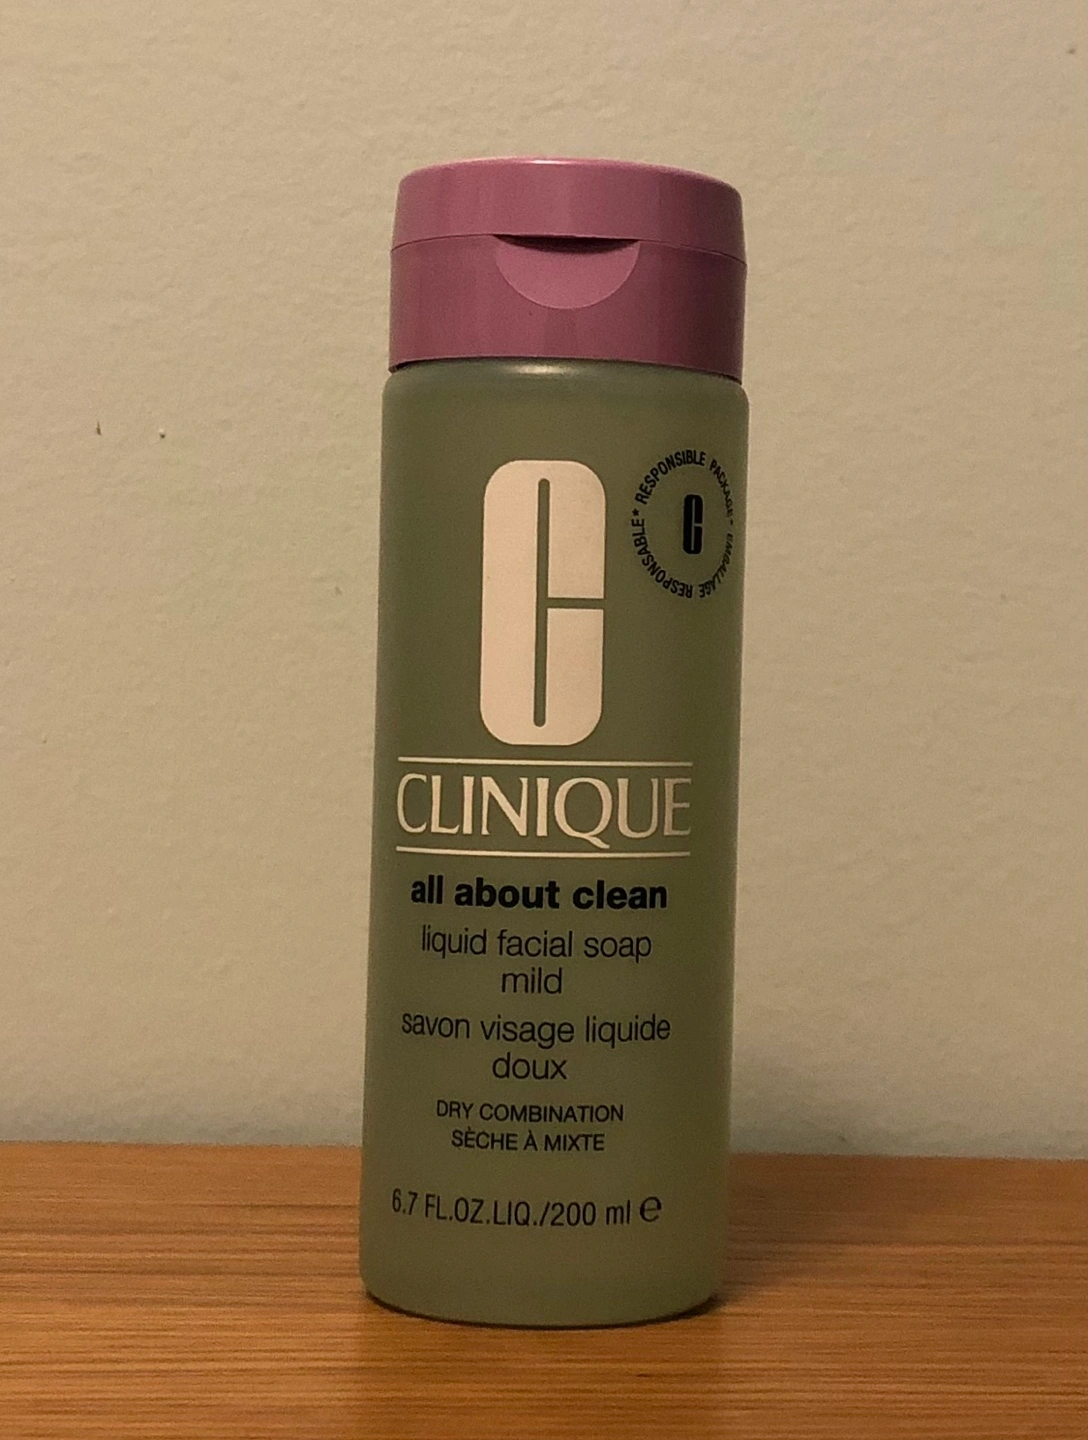 C
CLINIQUE
all about clean
liquid facial soap
mild
savon visage liquide
doux
DRY COMBINATION
SÈCHE À MIXTE
6.7 FL.OZ.LIQ./200 ml e
RESPONSIBLE PACKAGE* EMBALLAGE RESPONSABLE*
C